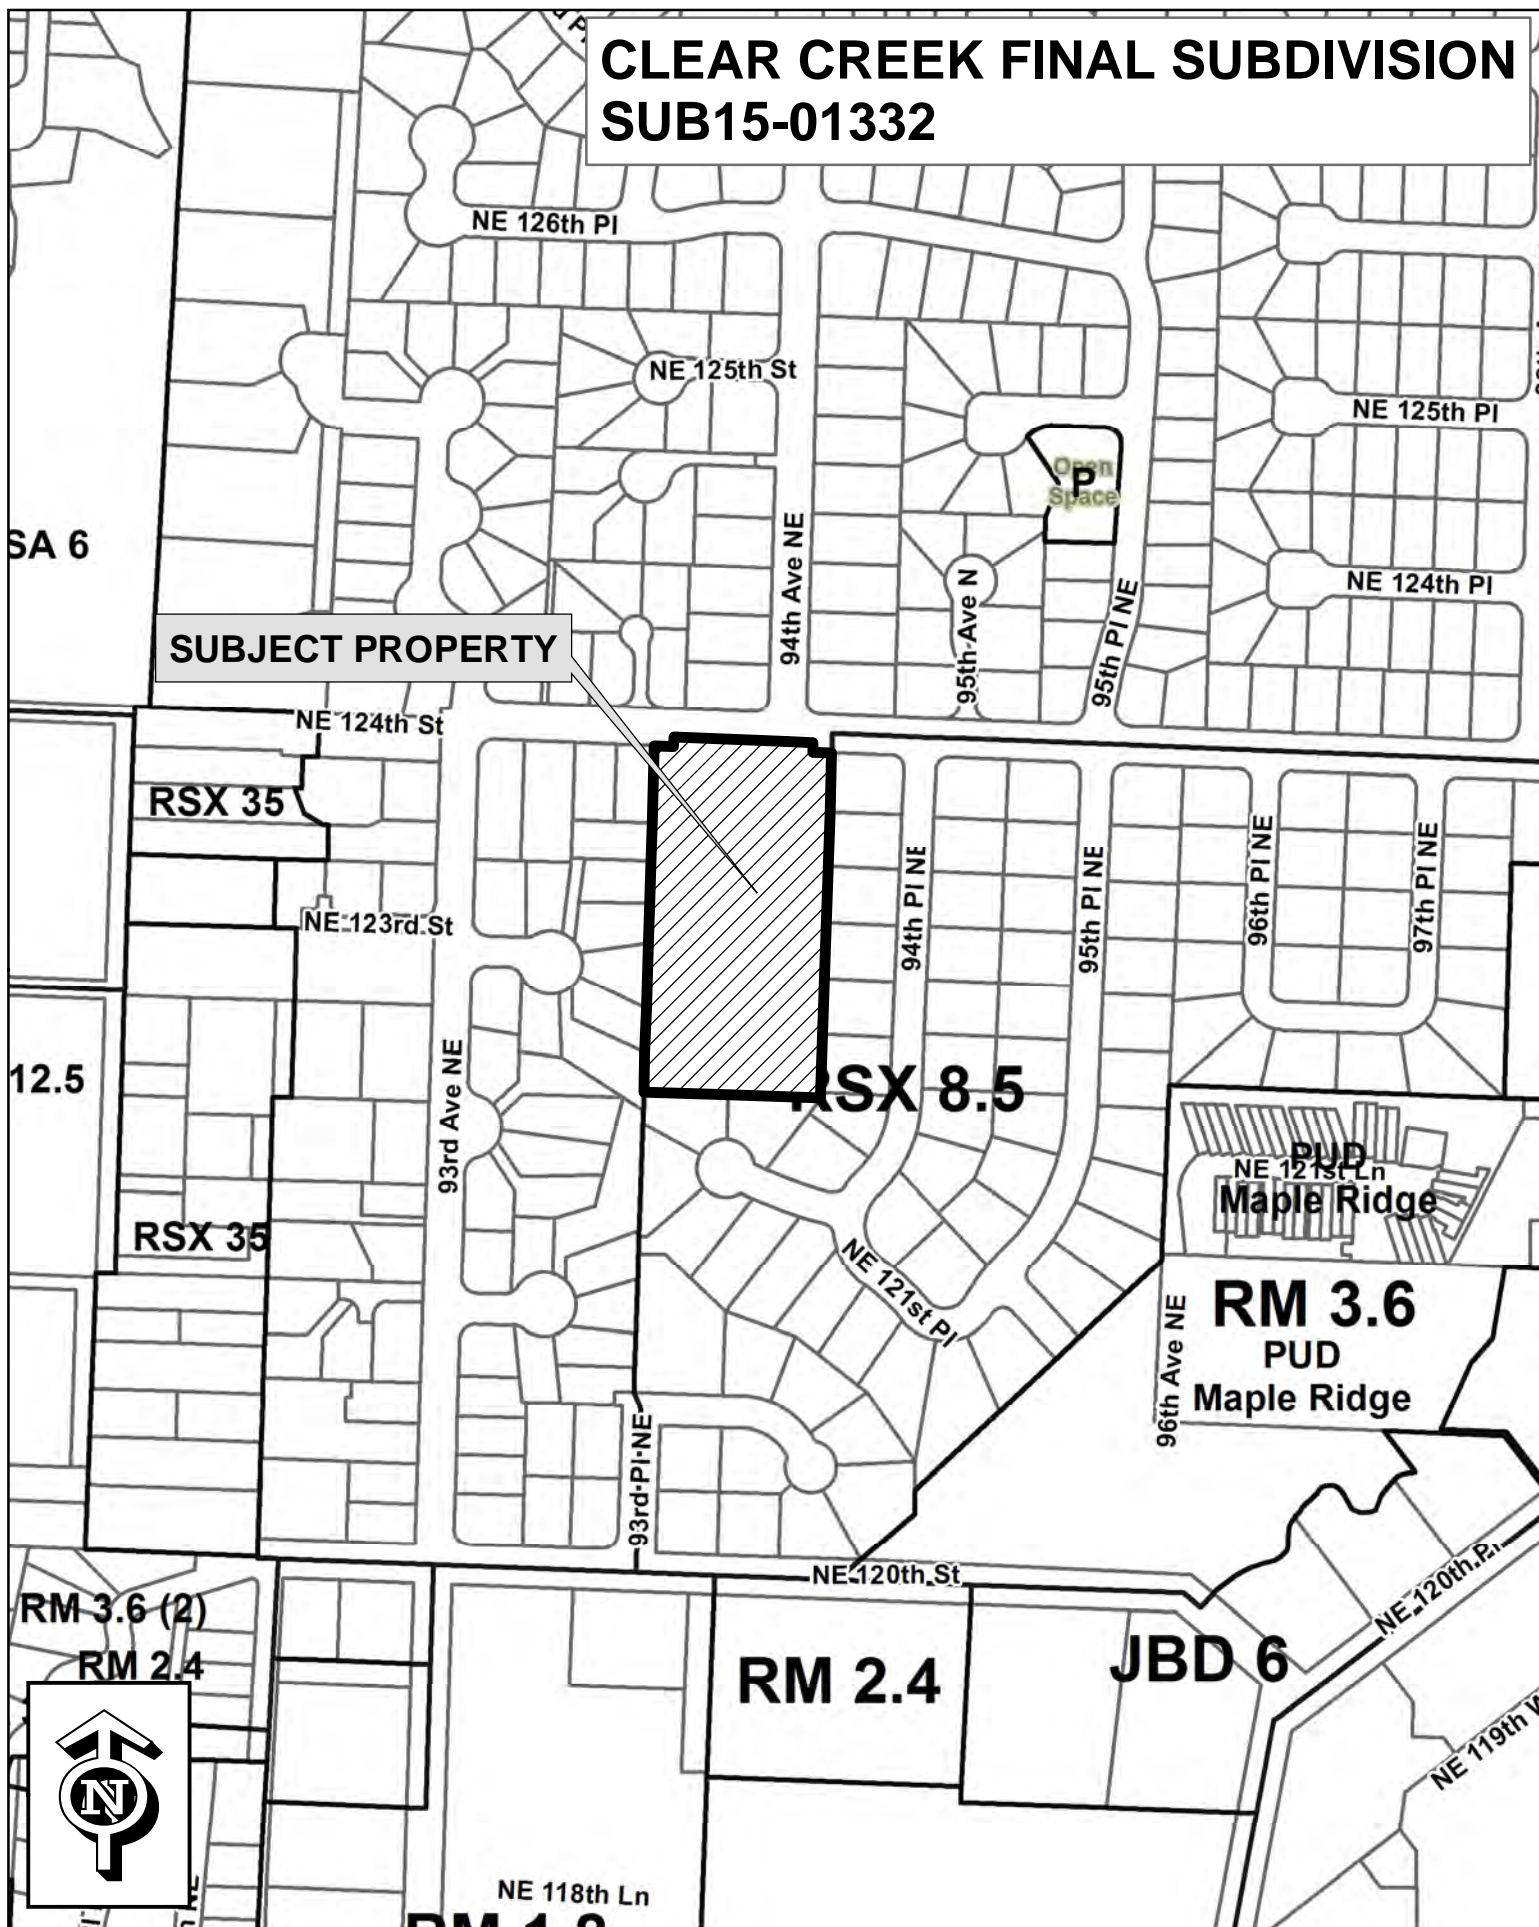 CLEAR CREEK FINAL SUBDIVISION
SUB15-01332
NE 126th Pl
NE 125th St
NE 125th Pl
Open
P
Space
SA 6
94th Ave NE
95th Ave N
95th Pl NE
NE 124th Pl
SUBJECT PROPERTY
NE 124th St
RSX 35
NE 123rd St
94th Pl NE
95th Pl NE
96th Pl NE
97th Pl NE
12.5
93rd Ave NE
RSX 8.5
PUD
NE 121st Ln
Maple Ridge
RSX 35
NE 121st Pl
RM 3.6
PUD
Maple Ridge
96th Ave NE
93rd Pl NE
NE 120th St
NE 120th Pl
RM 3.6 (2)
RM 2.4
RM 2.4
JBD 6
NE 119th W
N
NE 118th Ln
RM 1.8